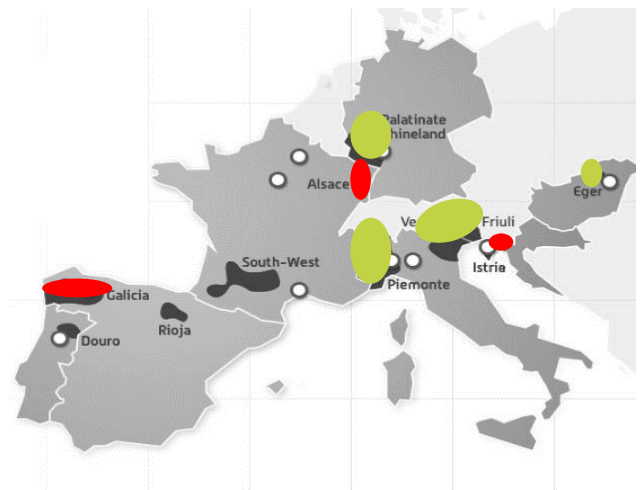 Palatinate
Rhineland
Alsace
Eger
Friuli
South-West
Istria
Piemonte
Galicia
Rioja
Douro